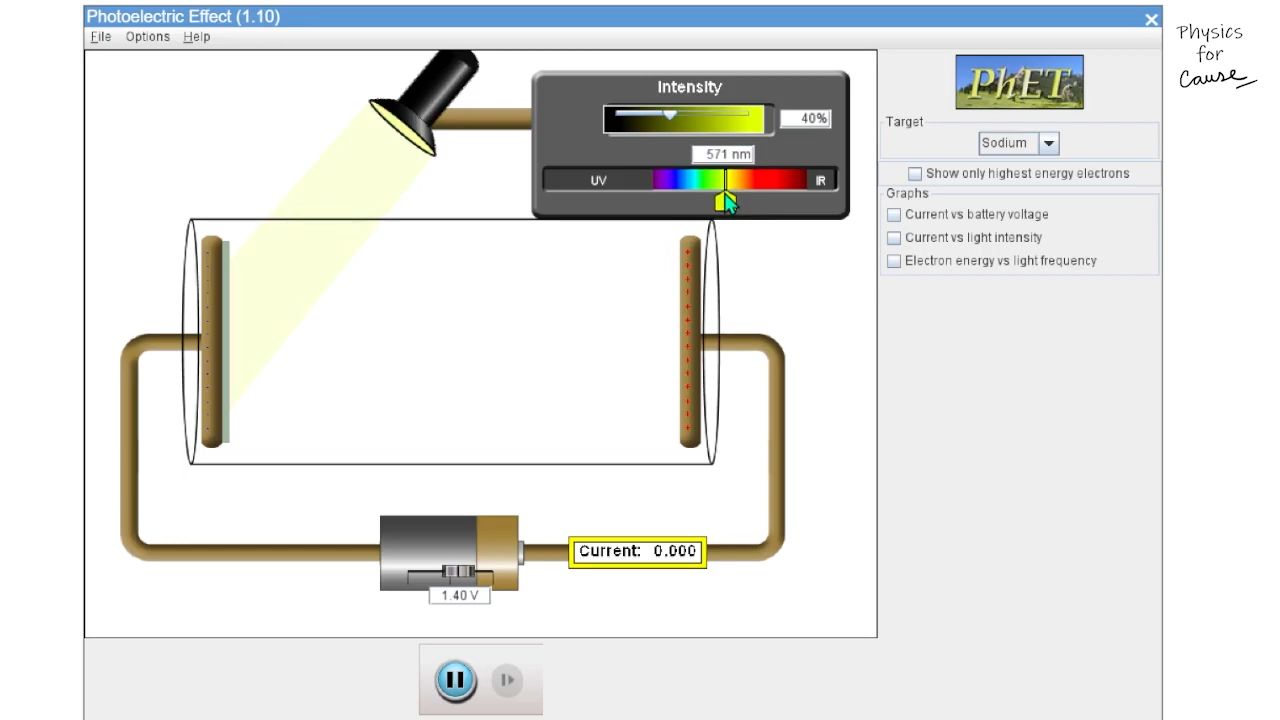 Photoelectric Effect (1.10)
File Options Help
Physics
for
Cause
Intensity
40%
571 nm
UV
IR
PhET
Target
Sodium
Show only highest energy electrons
Graphs
Current vs battery voltage
Current vs light intensity
Electron energy vs light frequency
Current: 0.000
1.40 V